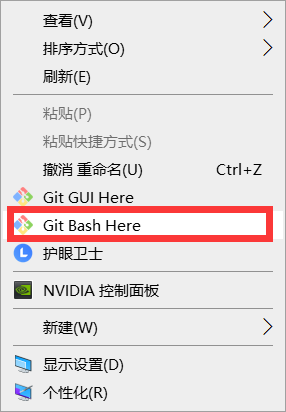 查看(V)
排序方式(O)
刷新(E)
粘贴(P)
粘贴快捷方式(S)
撤消 重命名(U) Ctrl+Z
Git GUI Here
Git Bash Here
护眼卫士
NVIDIA 控制面板
新建(W)
显示设置(D)
个性化(R)